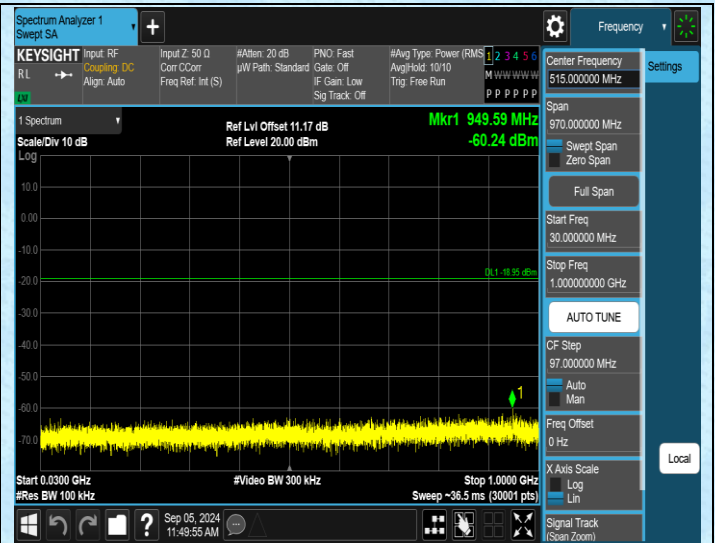 Spectrum Analyzer 1
Swept SA
Frequency
KEYSIGHT
RL
LXI
Input: RF
Coupling: DC
Align: Auto
Input Z: 50 Ω
Corr CCorr
Freq Ref: Int (S)
#Atten: 20 dB
µW Path: Standard
PNO: Fast
Gate: Off
IF Gain: Low
Sig Track: Off
#Avg Type: Power (RMS
Avg|Hold: 10/10
Trig: Free Run
1 2 3 4 5 6
M W W W W W
P P P P P P
1 Spectrum
Scale/Div 10 dB
Log
Ref Lvl Offset 11.17 dB
Ref Level 20.00 dBm
Mkr1 949.59 MHz
-60.24 dBm
10.0
0.00
-10.0
DL1 -18.95 dBm
-20.0
-30.0
-40.0
-50.0
1
-60.0
-70.0
Start 0.0300 GHz
#Res BW 100 kHz
#Video BW 300 kHz
Stop 1.0000 GHz
Sweep ~36.5 ms (30001 pts)
Sep 05, 2024
11:49:55 AM
Center Frequency
515.000000 MHz
Span
970.000000 MHz
Swept Span
Zero Span
Full Span
Start Freq
30.000000 MHz
Stop Freq
1.000000000 GHz
AUTO TUNE
CF Step
97.000000 MHz
Auto
Man
Freq Offset
0 Hz
X Axis Scale
Log
Lin
Signal Track
(Span Zoom)
Settings
Local